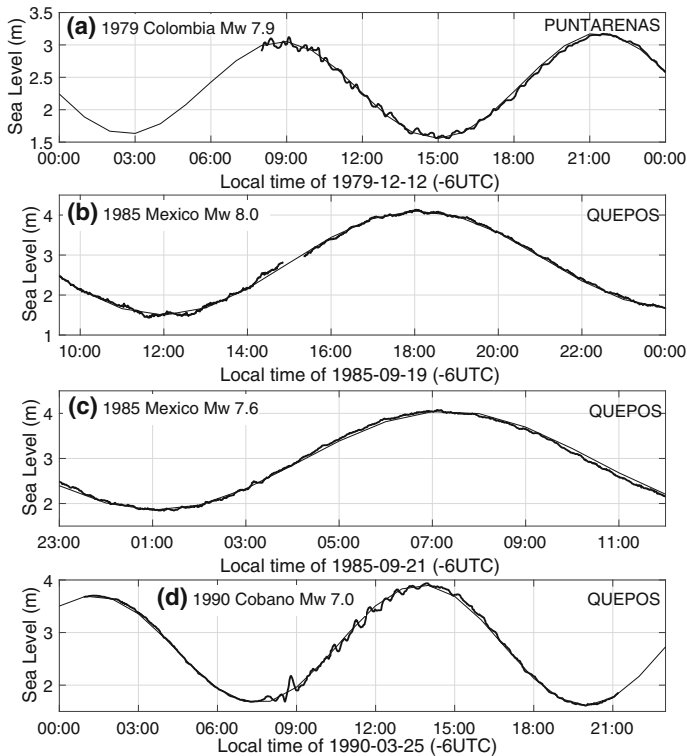 (a) 1979 Colombia Mw 7.9 PUNTARENAS
Sea Level (m)
3.5
3
2.5
2
1.5
00:00 03:00 06:00 09:00 12:00 15:00 18:00 21:00 00:00
Local time of 1979-12-12 (-6UTC)
(b) 1985 Mexico Mw 8.0 QUEPOS
Sea Level (m)
4
3
2
1
10:00 12:00 14:00 16:00 18:00 20:00 22:00 00:00
Local time of 1985-09-19 (-6UTC)
(c) 1985 Mexico Mw 7.6 QUEPOS
Sea Level (m)
4
3
2
23:00 01:00 03:00 05:00 07:00 09:00 11:00
Local time of 1985-09-21 (-6UTC)
(d) 1990 Cobano Mw 7.0 QUEPOS
Sea Level (m)
4
3
2
00:00 03:00 06:00 09:00 12:00 15:00 18:00 21:00
Local time of 1990-03-25 (-6UTC)